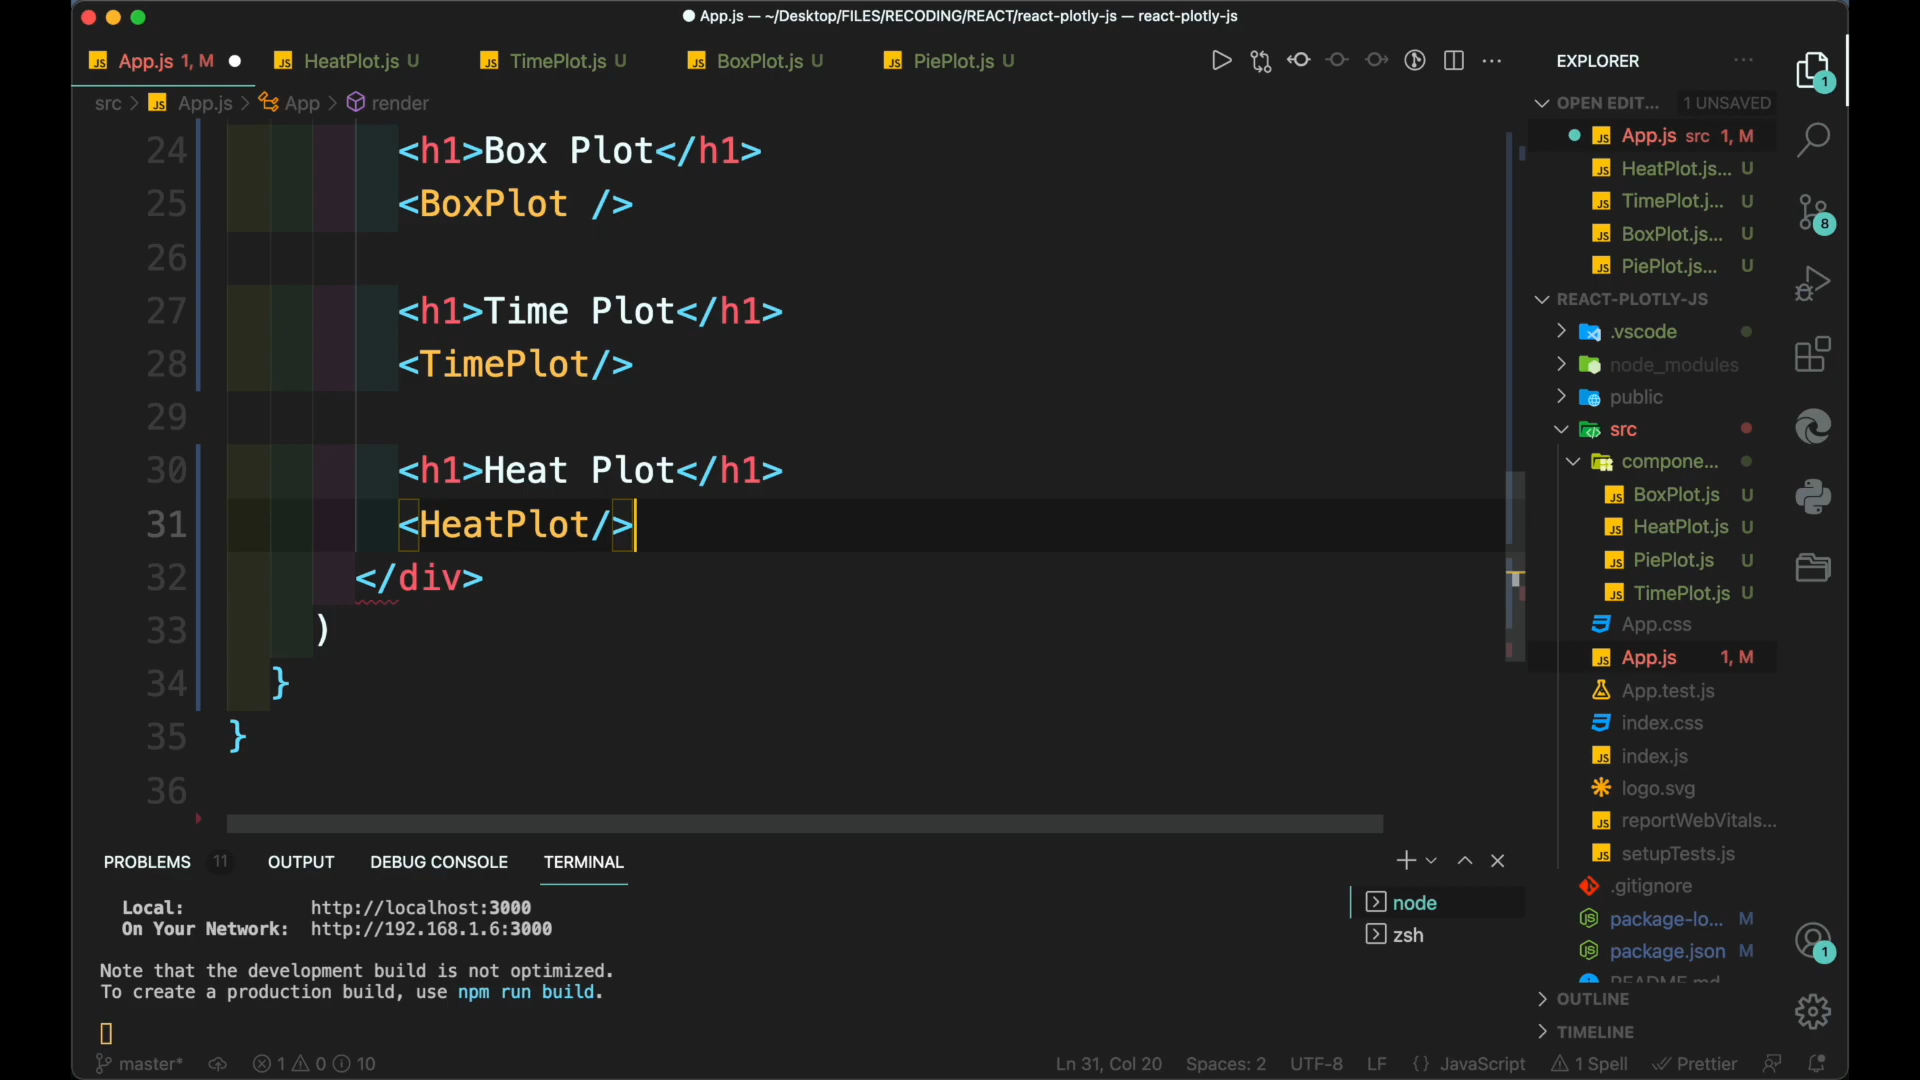 App.js — ~/Desktop/FILES/RECODING/REACT/react-plotly-js — react-plotly-js
App.js 1, M
HeatPlot.js U
TimePlot.js U
BoxPlot.js U
PiePlot.js U
src > App.js > App > render
24 <h1>Box Plot</h1>
25 <BoxPlot />
26
27 <h1>Time Plot</h1>
28 <TimePlot/>
29
30 <h1>Heat Plot</h1>
31 <HeatPlot/>
32 </div>
33 )
34 }
35 }
36
PROBLEMS 11 OUTPUT DEBUG CONSOLE TERMINAL
Local: http://localhost:3000
On Your Network: http://192.168.1.6:3000
Note that the development build is not optimized.
To create a production build, use npm run build.
node
zsh
EXPLORER
OPEN EDIT... 1 UNSAVED
App.js src 1, M
HeatPlot.js... U
TimePlot.j... U
BoxPlot.js... U
PiePlot.js... U
REACT-PLOTLY-JS
.vscode
node_modules
public
src
compone...
BoxPlot.js U
HeatPlot.js U
PiePlot.js U
TimePlot.js U
App.css
App.js 1, M
App.test.js
index.css
index.js
logo.svg
reportWebVitals...
setupTests.js
.gitignore
package-lo... M
package.json M
README.md
OUTLINE
TIMELINE
1
8
1
master* 1 0 10
Ln 31, Col 20 Spaces: 2 UTF-8 LF {} JavaScript 1 Spell Prettier